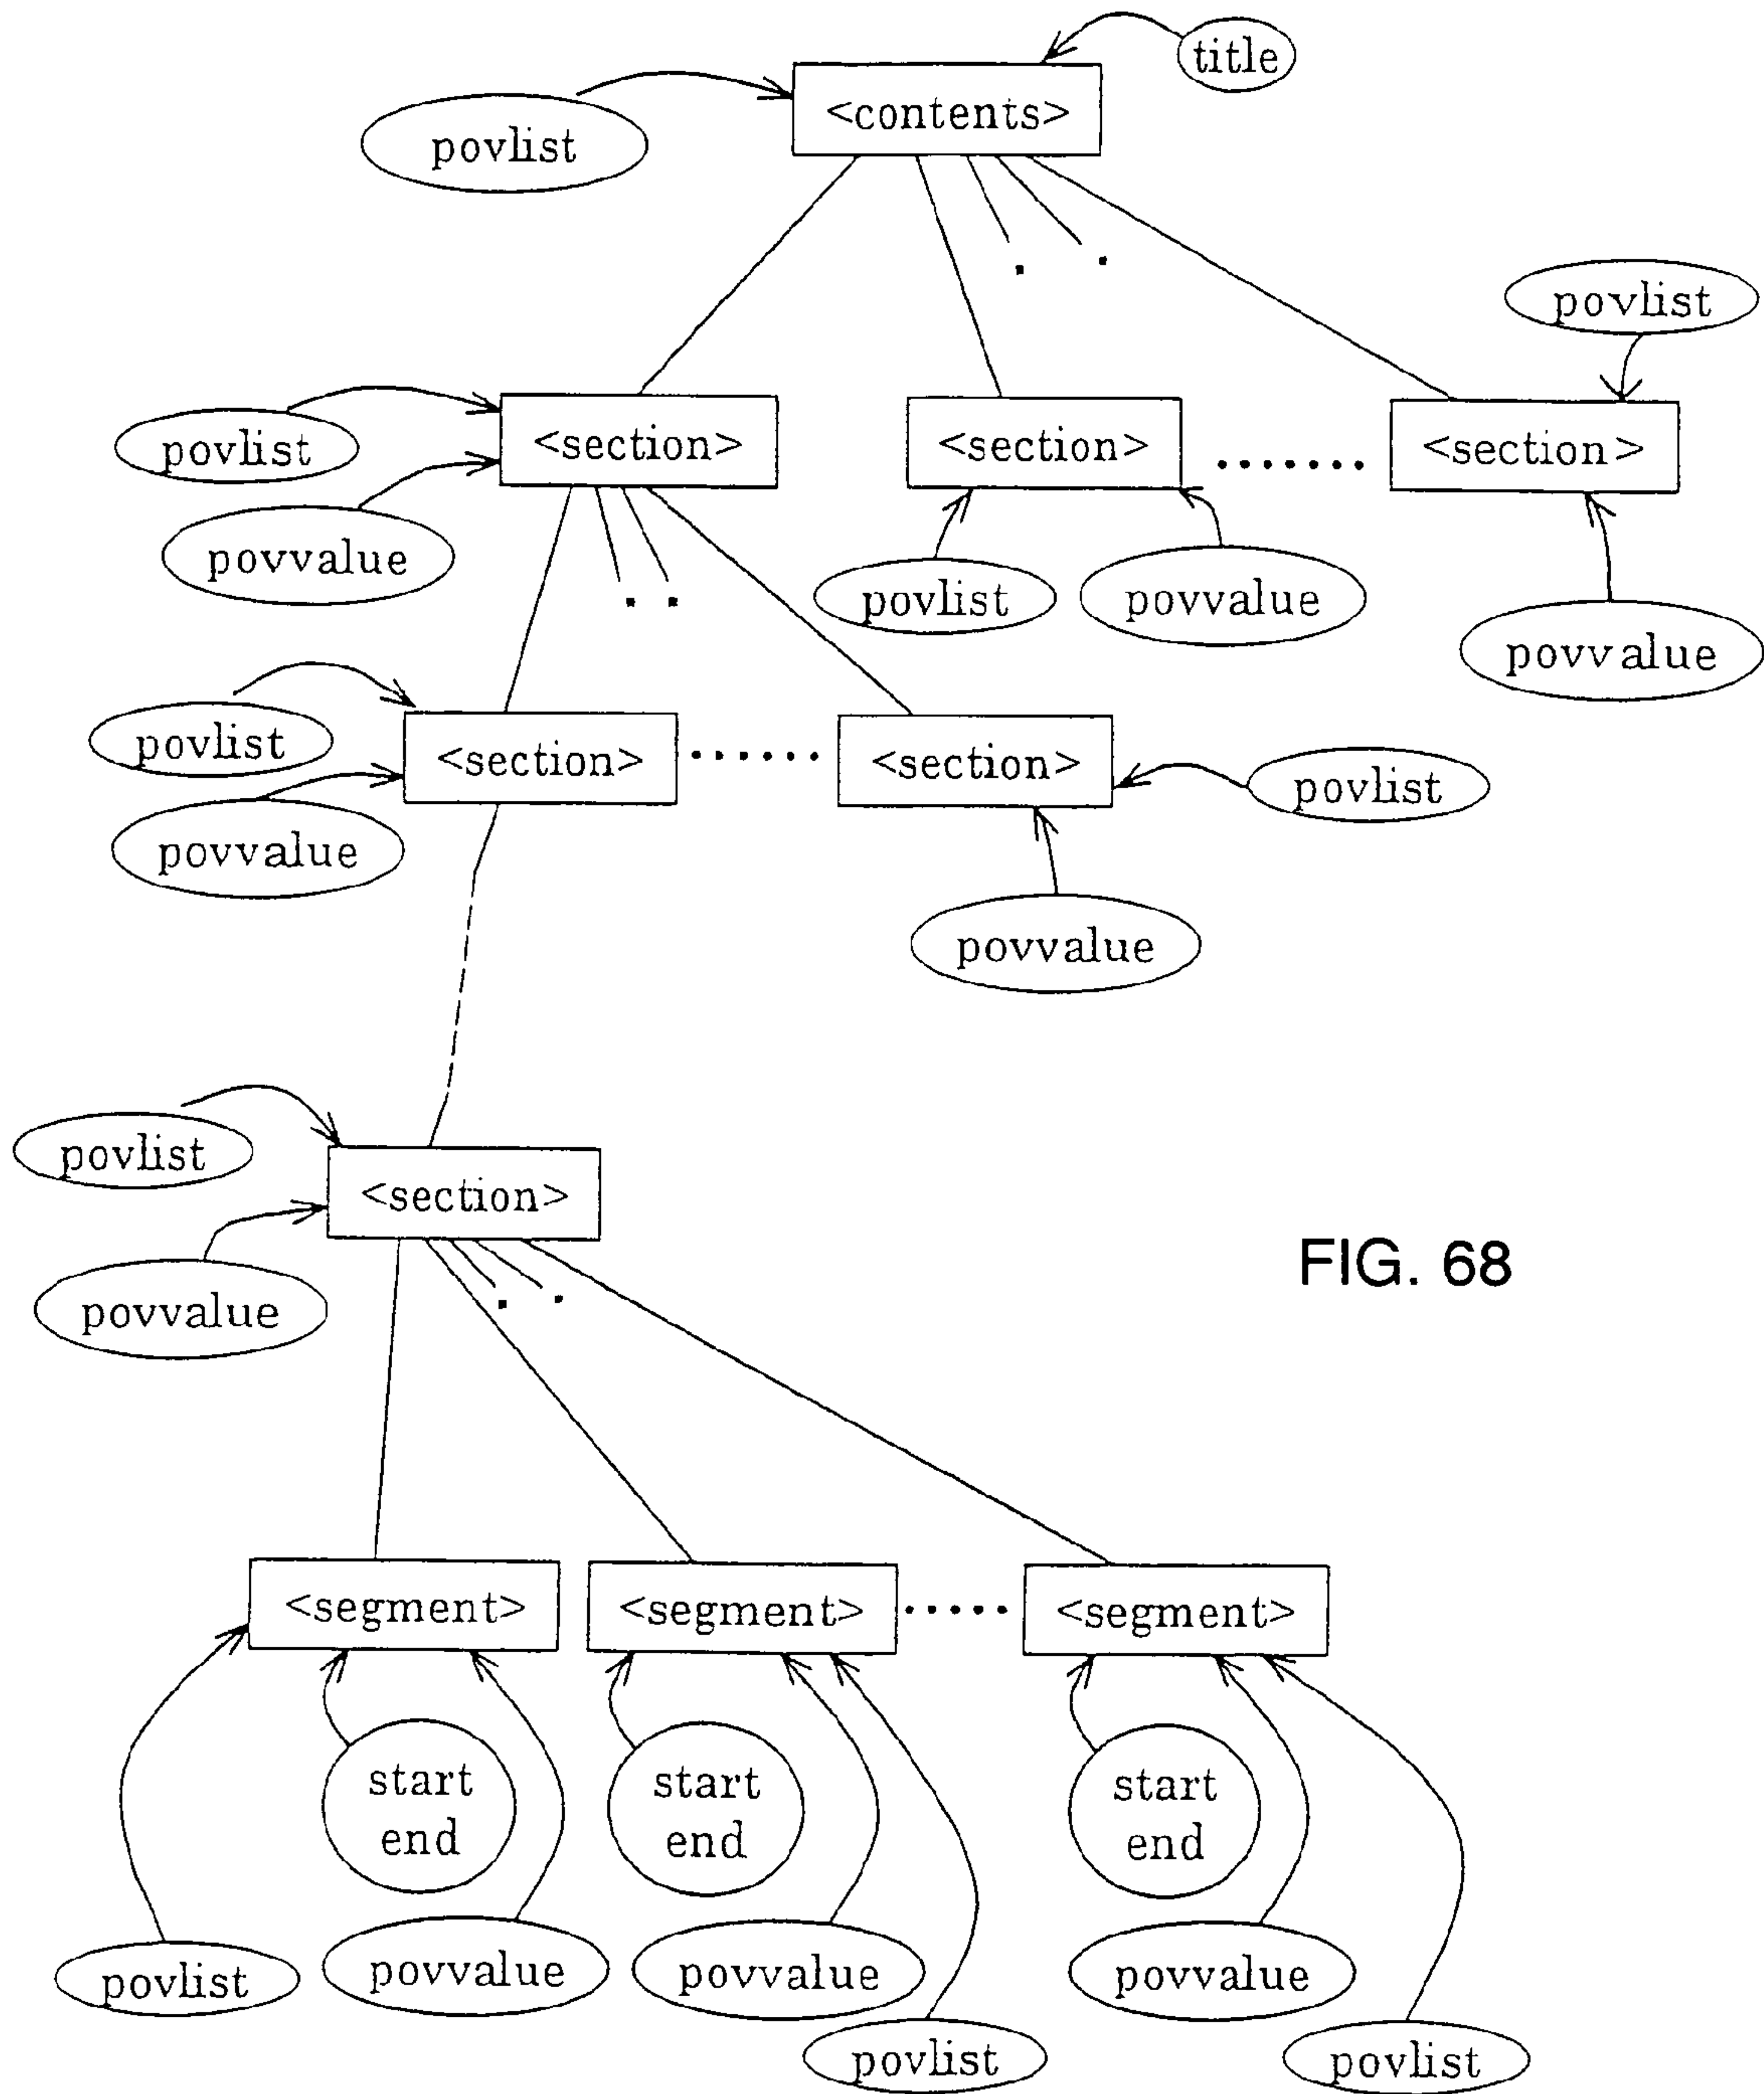 title
<contents>
povlist
povlist
<section>
<section>
<section>
povlist
povvalue
povlist
povvalue
povvalue
povlist
<section>
<section>
povlist
povvalue
povvalue
povlist
<section>
povvalue
FIG. 68
<segment>
<segment>
<segment>
start
end
start
end
start
end
povlist
povvalue
povvalue
povvalue
povlist
povlist